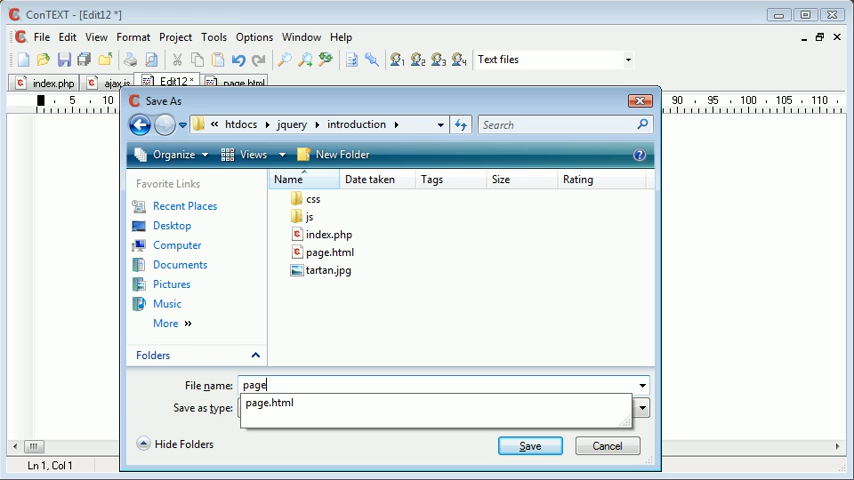 ConTEXT - [Edit12 *]
File Edit View Format Project Tools Options Window Help
1 2 3 4 Text files
index.php ajax.js Edit12 * page.html
5 10 90 95 100 105 110
Save As
htdocs jquery introduction Search
Organize Views New Folder
Favorite Links
Recent Places
Desktop
Computer
Documents
Pictures
Music
More »
Folders
Name Date taken Tags Size Rating
css
js
index.php
page.html
tartan.jpg
File name: page
Save as type: page.html
Hide Folders Save Cancel
Ln 1, Col 1